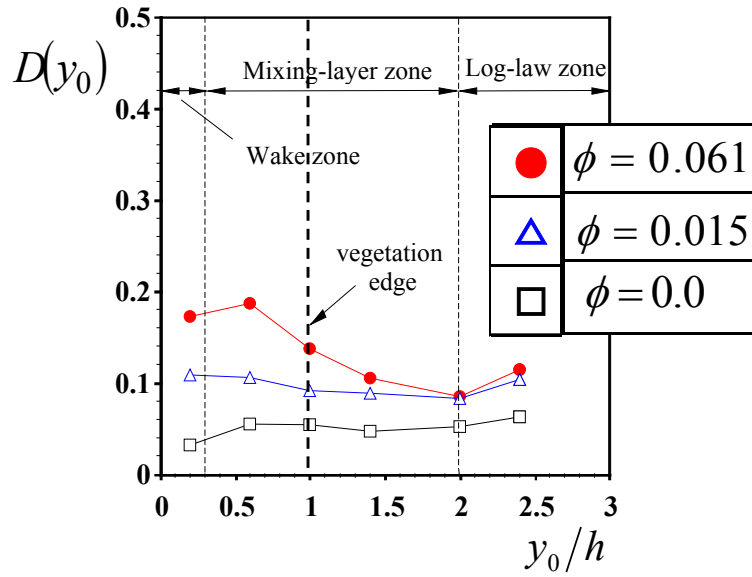 0.5
D(y₀)
Mixing-layer zone
Log-law zone
0.4
Wake zone
ϕ = 0.061
0.3
ϕ = 0.015
vegetation
edge
ϕ = 0.0
0.2
0.1
0
0 0.5 1 1.5 2 2.5 3
y₀/h